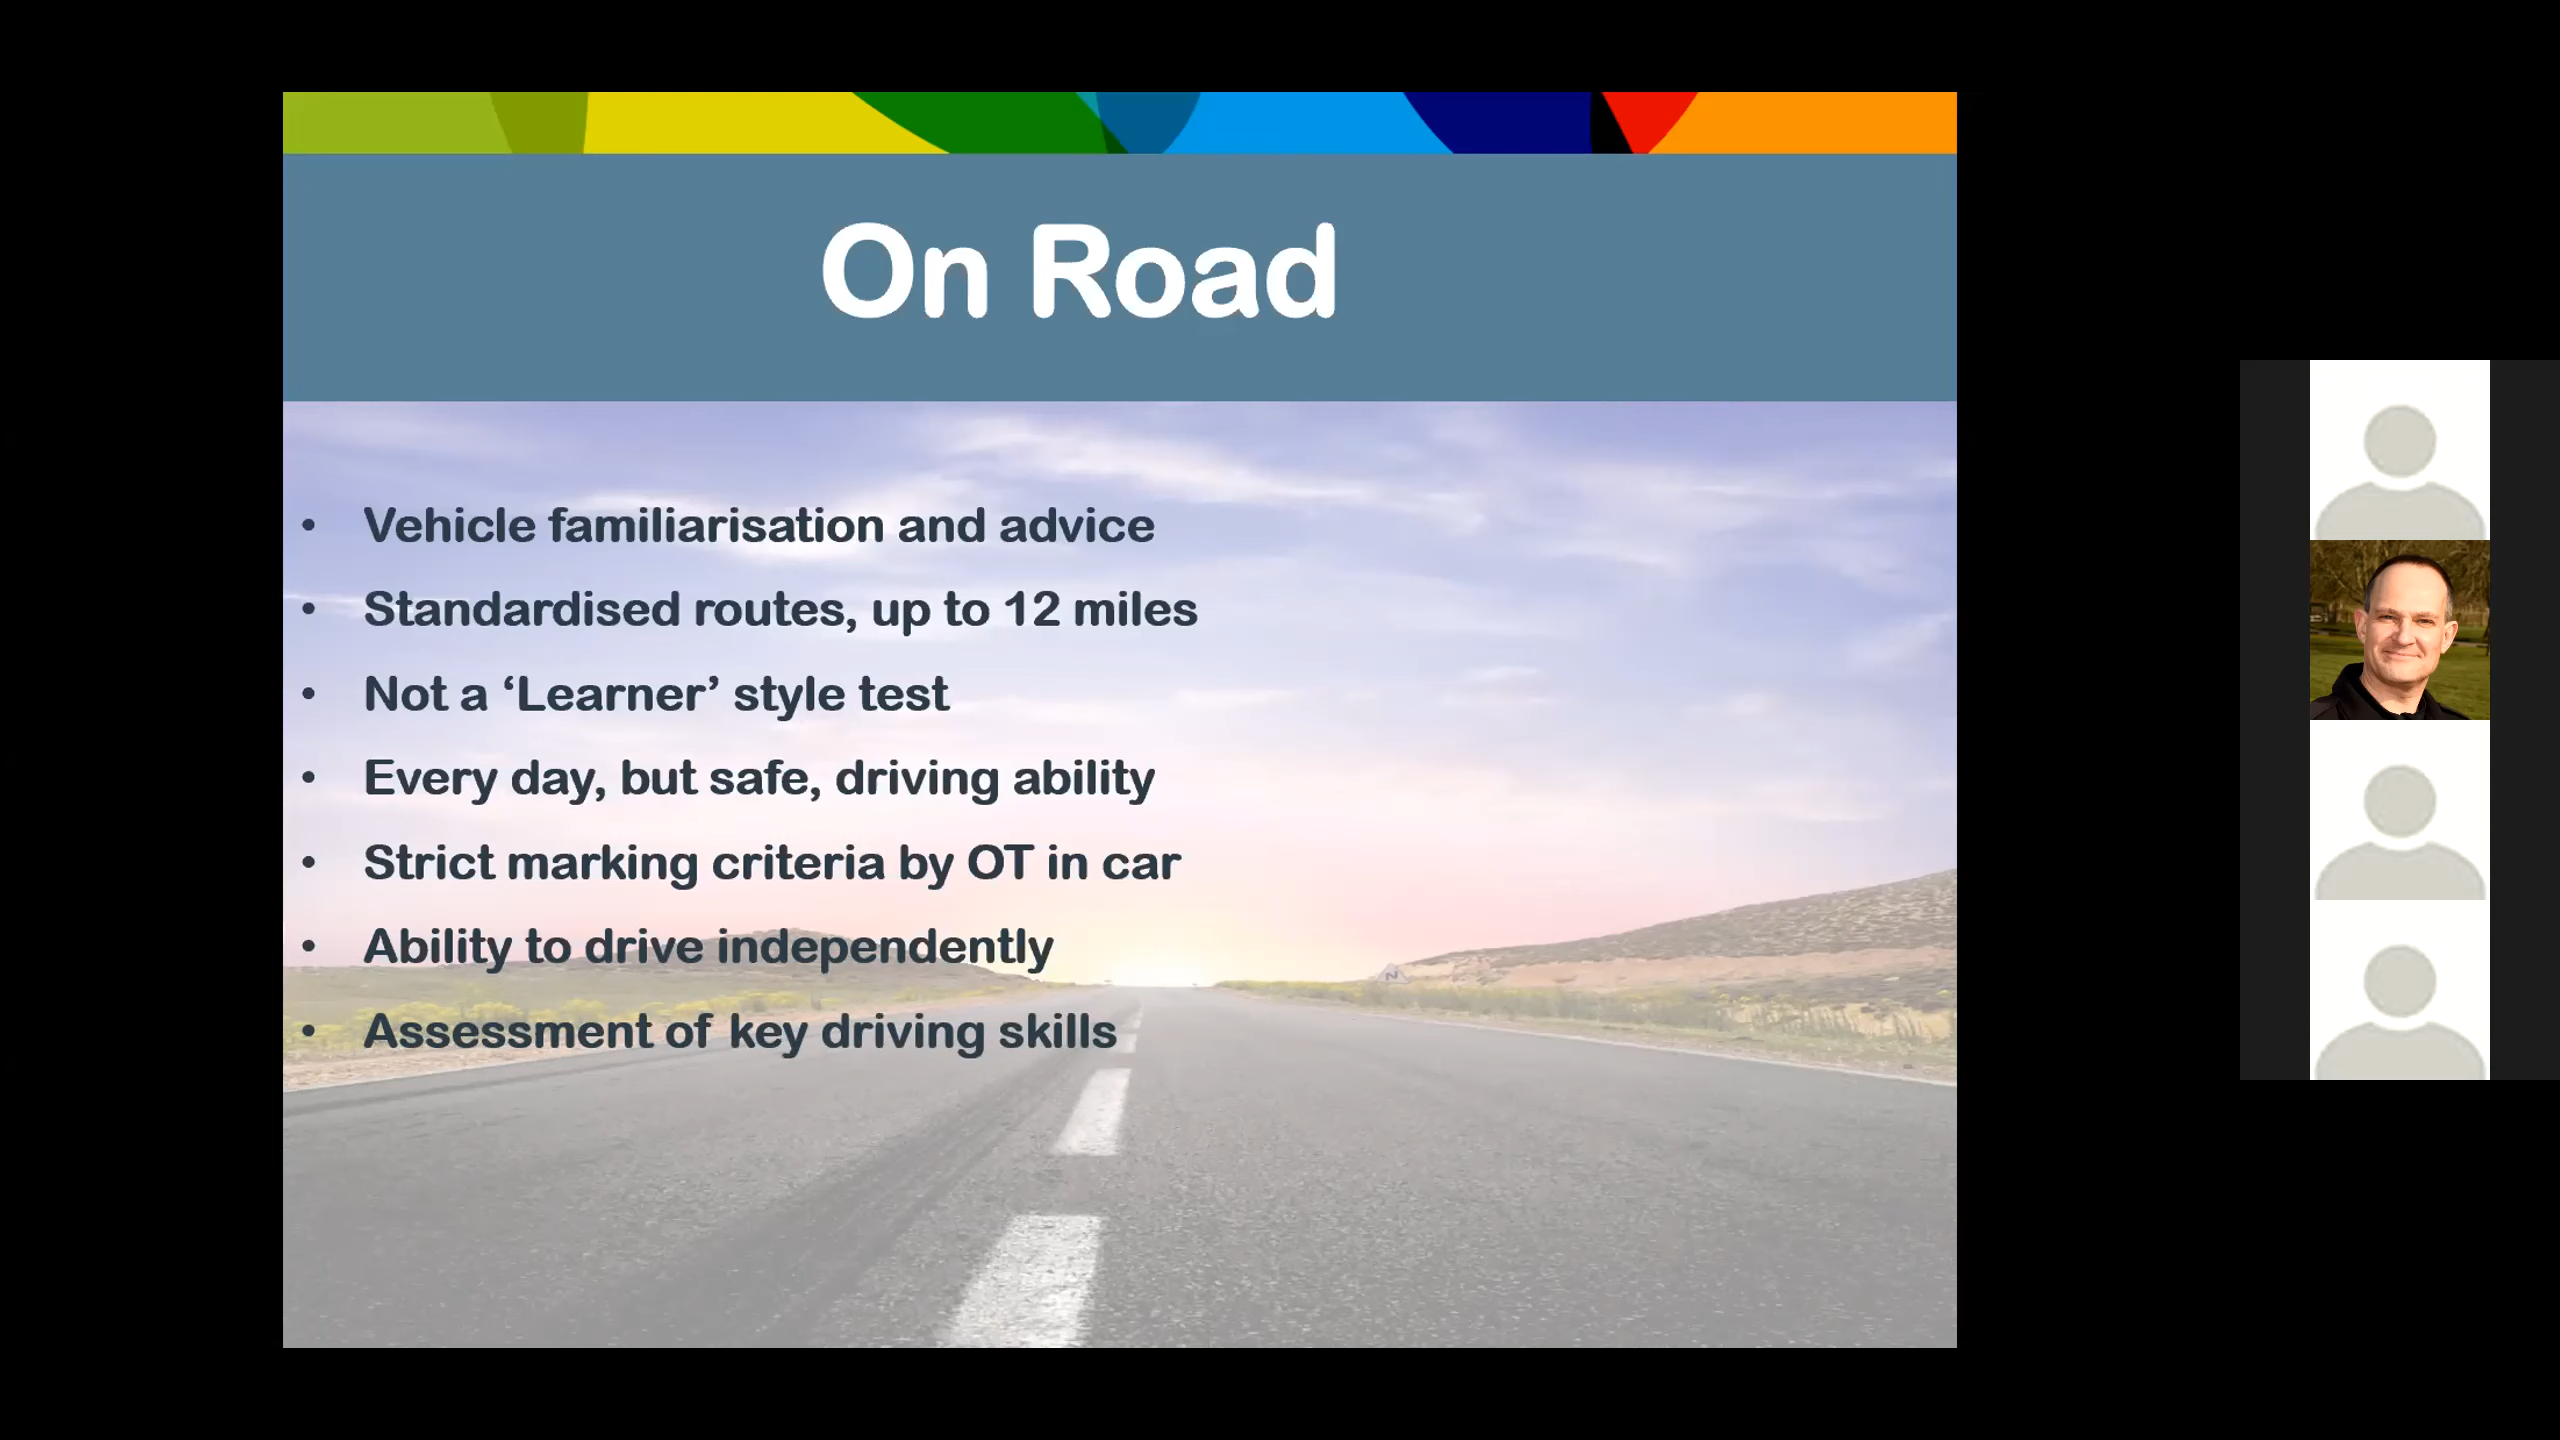 On Road
• Vehicle familiarisation and advice
• Standardised routes, up to 12 miles
• Not a ‘Learner’ style test
• Every day, but safe, driving ability
• Strict marking criteria by OT in car
• Ability to drive independently
• Assessment of key driving skills